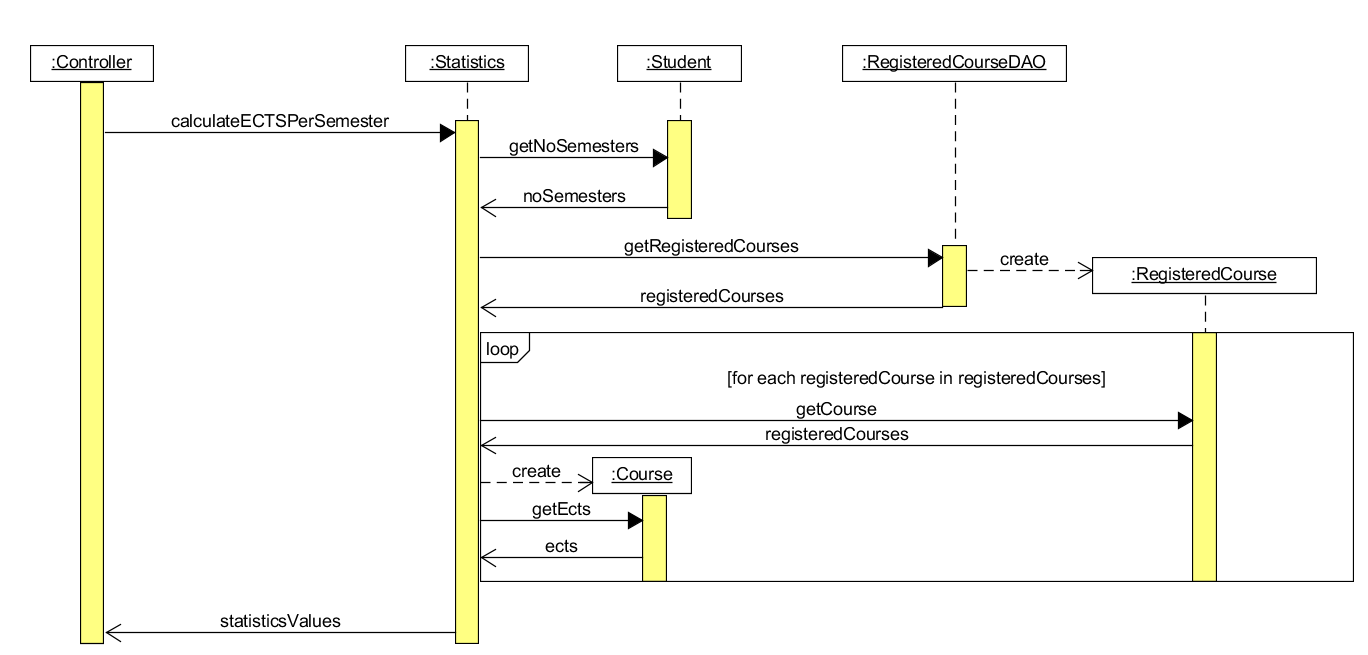 :Controller
:Statistics
:Student
:RegisteredCourseDAO
calculateECTSPerSemester
getNoSemesters
noSemesters
getRegisteredCourses
create
:RegisteredCourse
registeredCourses
loop
[for each registeredCourse in registeredCourses]
getCourse
registeredCourses
create
:Course
getEcts
ects
statisticsValues